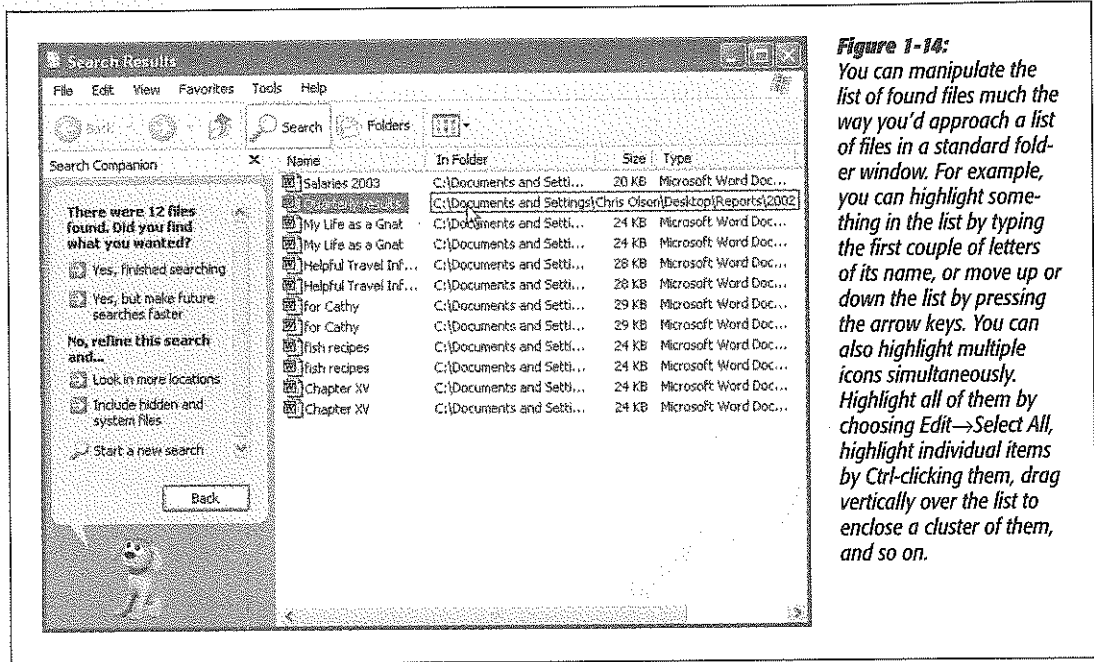 Search Results
File Edit View Favorites Tools Help
Back Search Folders
Search Companion
Name In Folder Size Type
There were 12 files
found. Did you find
what you wanted?
Yes, finished searching
Yes, but make future
searches faster
No, refine this search
and...
Look in more locations
Include hidden and
system files
Start a new search
Back
Salaries 2003 C:\Documents and Setti... 20 KB Microsoft Word Doc...
C:\Documents and Settings\Chris Olson\Desktop\Reports\2002
My Life as a Gnat C:\Documents and Setti... 24 KB Microsoft Word Doc...
My Life as a Gnat C:\Documents and Setti... 24 KB Microsoft Word Doc...
Helpful Travel Inf... C:\Documents and Setti... 28 KB Microsoft Word Doc...
Helpful Travel Inf... C:\Documents and Setti... 28 KB Microsoft Word Doc...
for Cathy C:\Documents and Setti... 29 KB Microsoft Word Doc...
for Cathy C:\Documents and Setti... 29 KB Microsoft Word Doc...
fish recipes C:\Documents and Setti... 24 KB Microsoft Word Doc...
fish recipes C:\Documents and Setti... 24 KB Microsoft Word Doc...
Chapter XV C:\Documents and Setti... 24 KB Microsoft Word Doc...
Chapter XV C:\Documents and Setti... 24 KB Microsoft Word Doc...
Figure 1-14:
You can manipulate the
list of found files much the
way you'd approach a list
of files in a standard fold-
er window. For example,
you can highlight some-
thing in the list by typing
the first couple of letters
of its name, or move up or
down the list by pressing
the arrow keys. You can
also highlight multiple
icons simultaneously.
Highlight all of them by
choosing Edit→Select All,
highlight individual items
by Ctrl-clicking them, drag
vertically over the list to
enclose a cluster of them,
and so on.